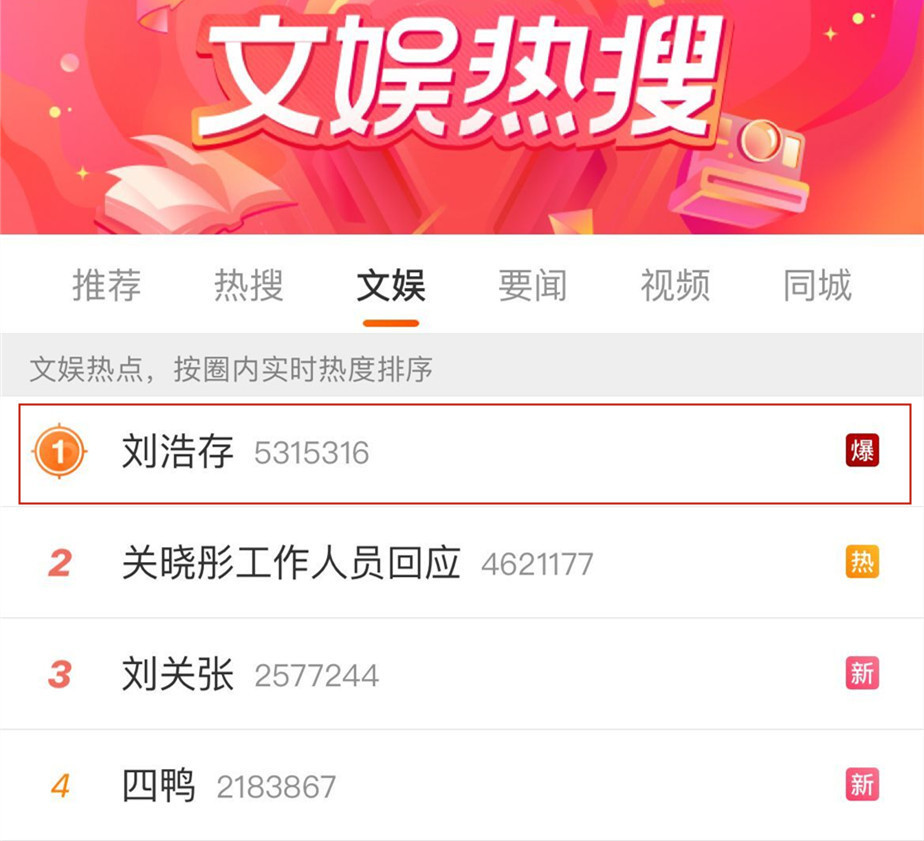 文娱热搜
推荐 热搜 文娱 要闻 视频 同城
文娱热点，按圈内实时热度排序
1 刘浩存 5315316 爆
2 关晓彤工作人员回应 4621177 热
3 刘关张 2577244 新
4 四鸭 2183867 新